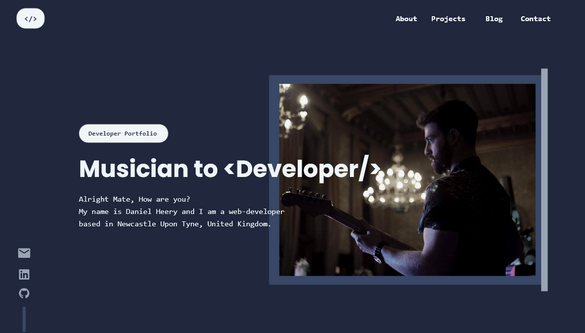 </>
About Projects Blog Contact
Developer Portfolio
Musician to <Developer/>
Alright Mate, How are you?
My name is Daniel Heery and I am a web-developer
based in Newcastle Upon Tyne, United Kingdom.
in